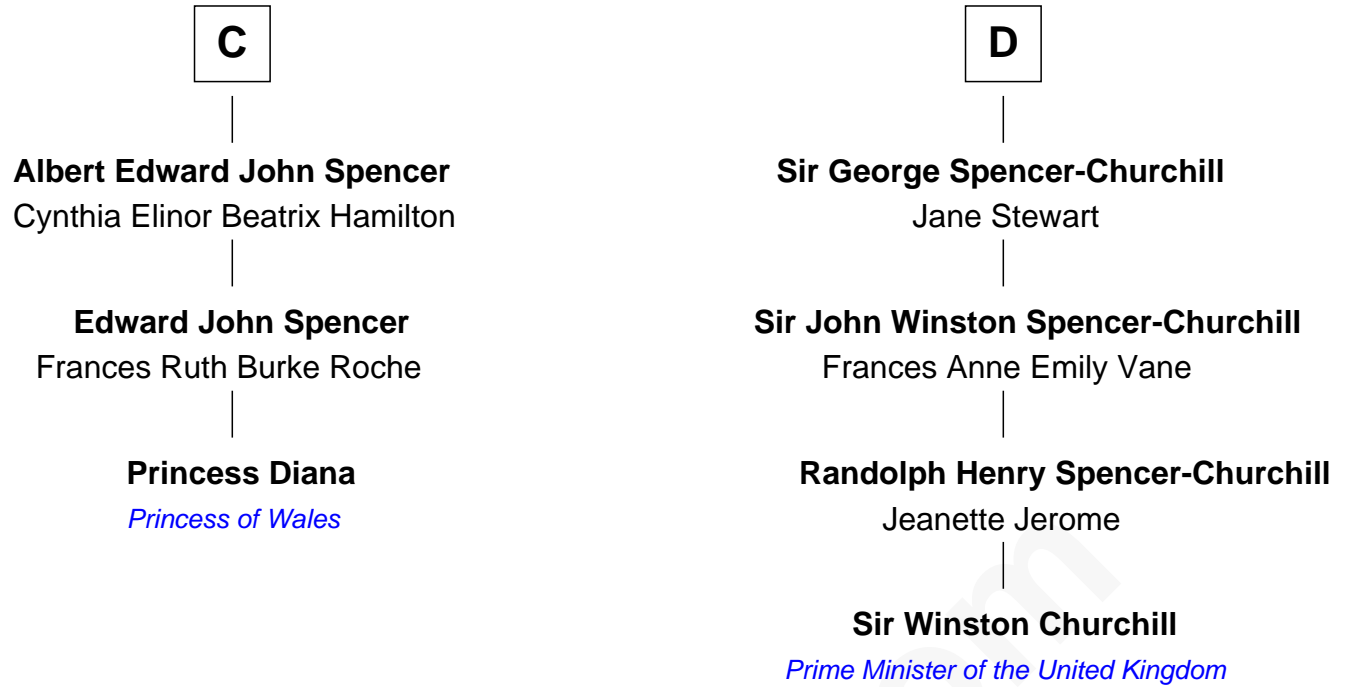 C
Albert Edward John Spencer
Cynthia Elinor Beatrix Hamilton
Edward John Spencer
Frances Ruth Burke Roche
Princess Diana
Princess of Wales
D
Sir George Spencer-Churchill
Jane Stewart
Sir John Winston Spencer-Churchill
Frances Anne Emily Vane
Randolph Henry Spencer-Churchill
Jeanette Jerome
Sir Winston Churchill
Prime Minister of the United Kingdom